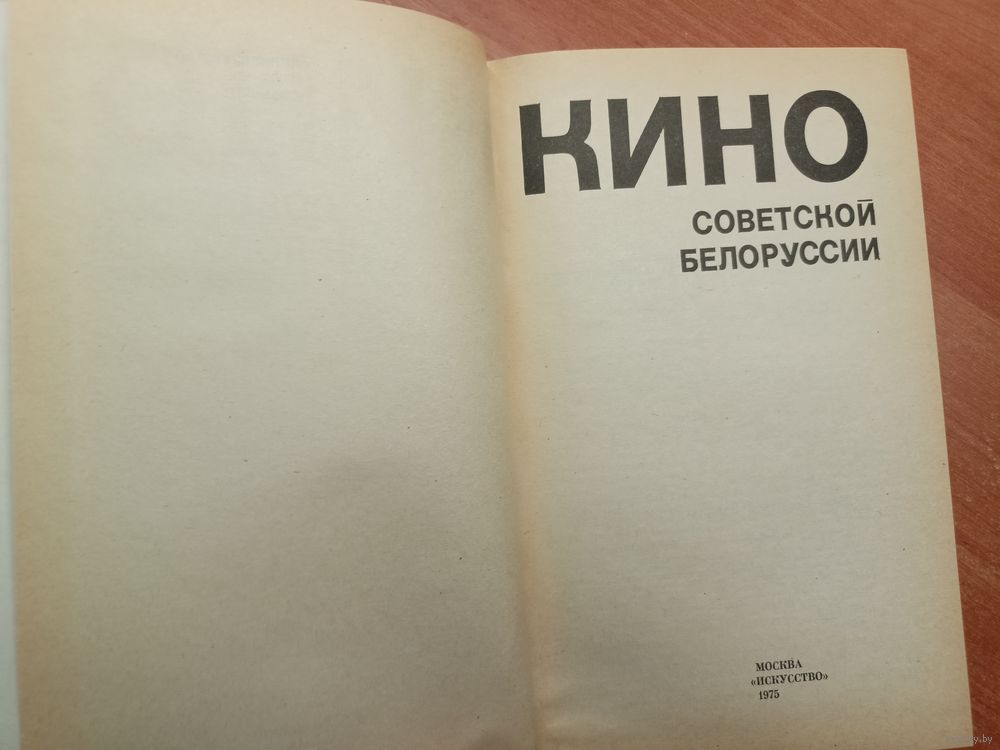 КИНО
СОВЕТСКОЙ
БЕЛОРУССИИ
МОСКВА
«ИСКУССТВО»
1975